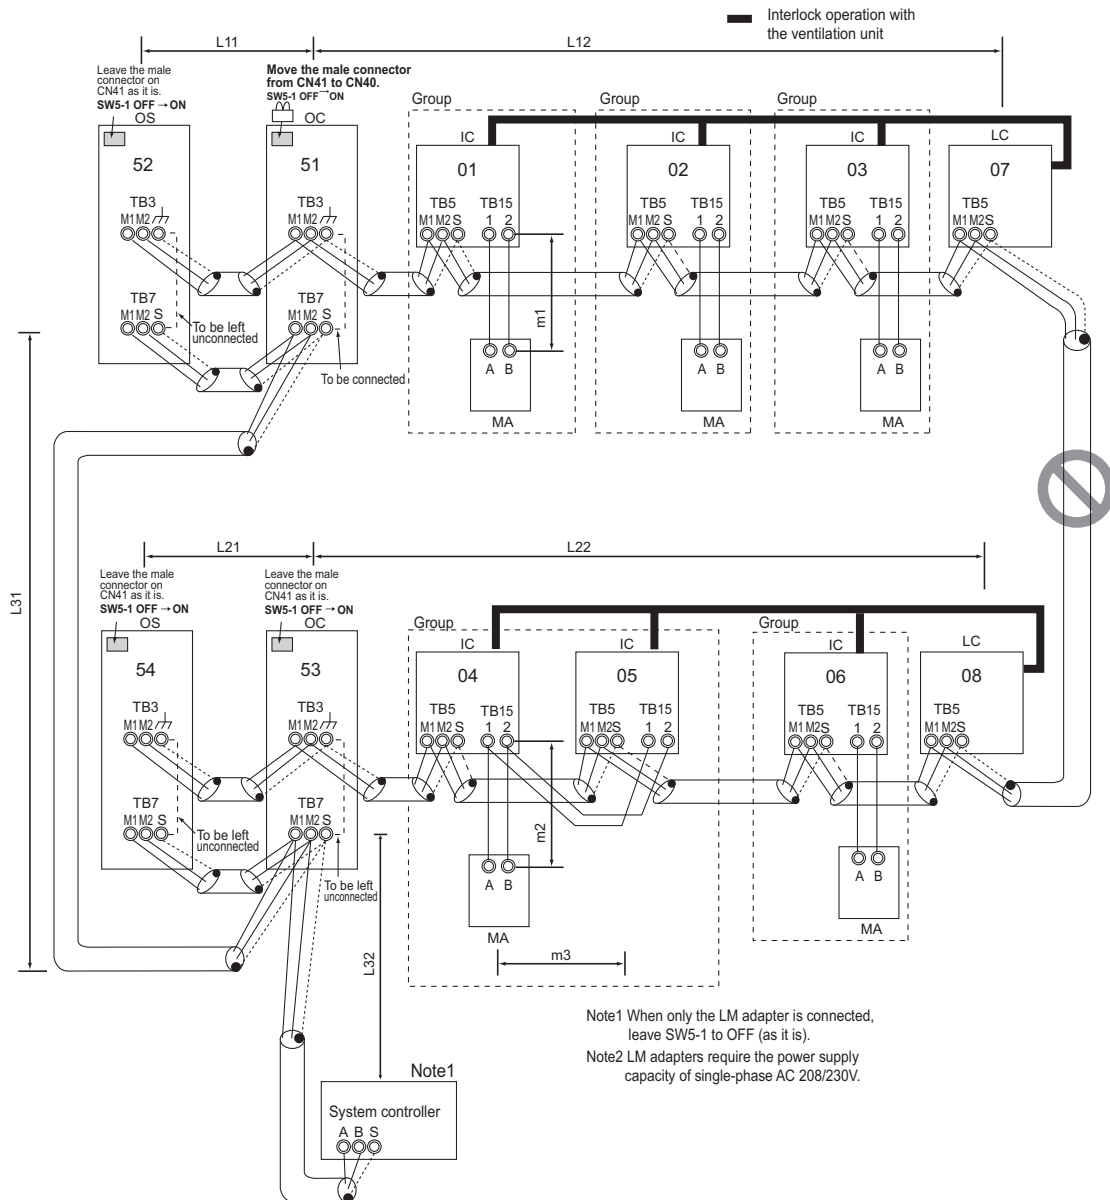 Interlock operation with
the ventilation unit
L11
L12
Leave the male
connector on
CN41 as it is.
SW5-1 OFF → ON
OS
Move the male connector
from CN41 to CN40.
SW5-1 OFF → ON
OC
Group
Group
Group
IC
IC
IC
LC
52
51
01
02
03
07
TB3
TB3
TB5
TB15
TB5
TB15
TB5
TB15
TB5
M1 M2
M1 M2
M1 M2 S
1 2
M1 M2 S
1 2
M1 M2 S
1 2
M1 M2 S
TB7
TB7
M1 M2 S
M1 M2 S
To be left
unconnected
To be connected
m1
A B
A B
A B
MA
MA
MA
L31
L21
L22
Leave the male
connector on
CN41 as it is.
SW5-1 OFF → ON
OS
Leave the male
connector on
CN41 as it is.
SW5-1 OFF → ON
OC
Group
Group
IC
IC
IC
LC
54
53
04
05
06
08
TB3
TB3
TB5
TB15
TB5
TB15
TB5
TB15
TB5
M1 M2
M1 M2
M1 M2 S
1 2
M1 M2 S
1 2
M1 M2 S
1 2
M1 M2 S
TB7
TB7
M1 M2 S
M1 M2 S
To be left
unconnected
To be left
unconnected
m2
A B
A B
MA
MA
m3
L32
Note1 When only the LM adapter is connected,
leave SW5-1 to OFF (as it is).
Note2 LM adapters require the power supply
capacity of single-phase AC 208/230V.
Note1
System controller
A B S